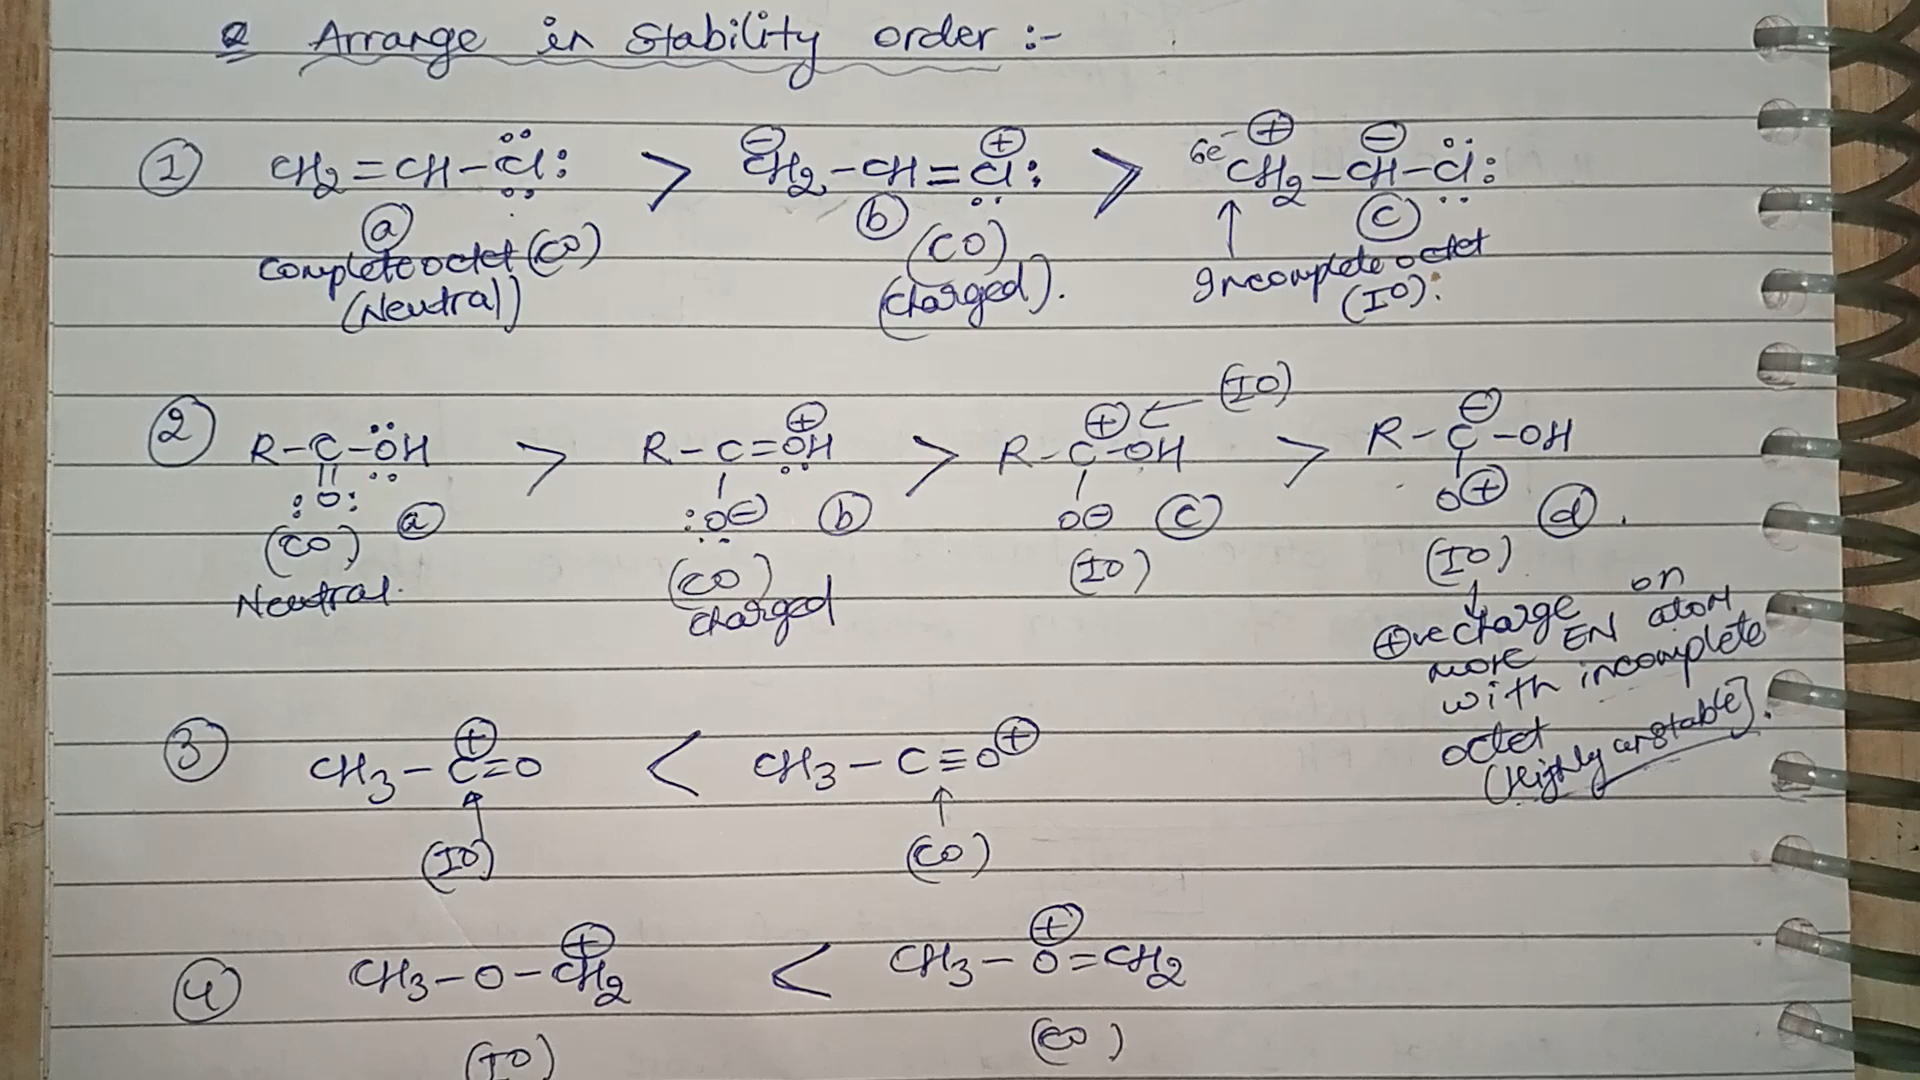 Q Arrange in stability order :-
① CH2=CH-Cl: > ⊖CH2-CH=Cl⊕: > 6e- ⊕CH2-CH⊖-Cl:
ⓐ ⓑ ⓒ
Complete octet (CO) (CO) Incomplete octet
(Neutral) (Charged). (IO).
② R-C-OH > R-C=OH⊕ > R-C⊕-OH ← (IO) > R-C⊖-OH
:O: ⓐ :O⊖ ⓑ O⊖ ⓒ O⊕ ⓓ.
(CO) (CO) (IO) (IO)
Neutral. Charged
⊕ve charge on
more EN atom
with incomplete
octet
(Highly unstable).
③ CH3-C⊕=O < CH3-C≡O⊕
(IO) (CO)
④ CH3-O-CH2⊕ < CH3-O⊕=CH2
(IO) (CO)